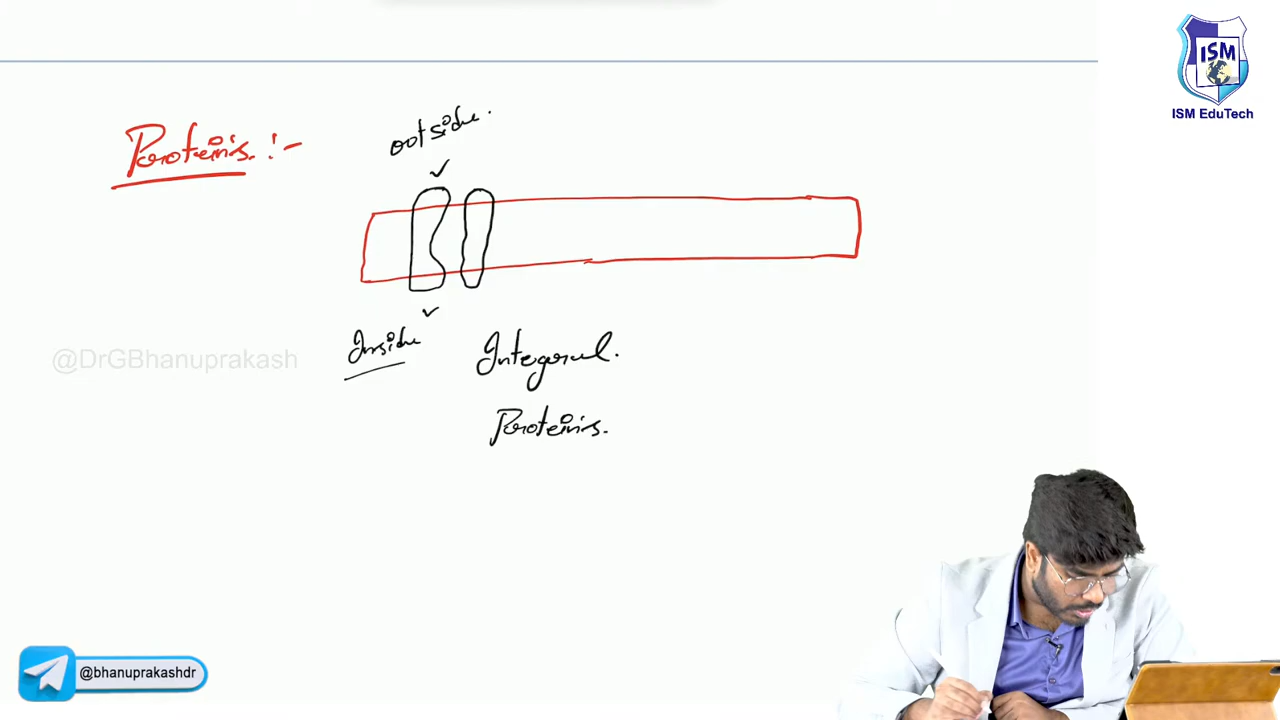 ISM
ISM EduTech
Proteins :-
outside.
Inside
Integral.
Proteins.
@DrGBhanuprakash
@bhanuprakashdr